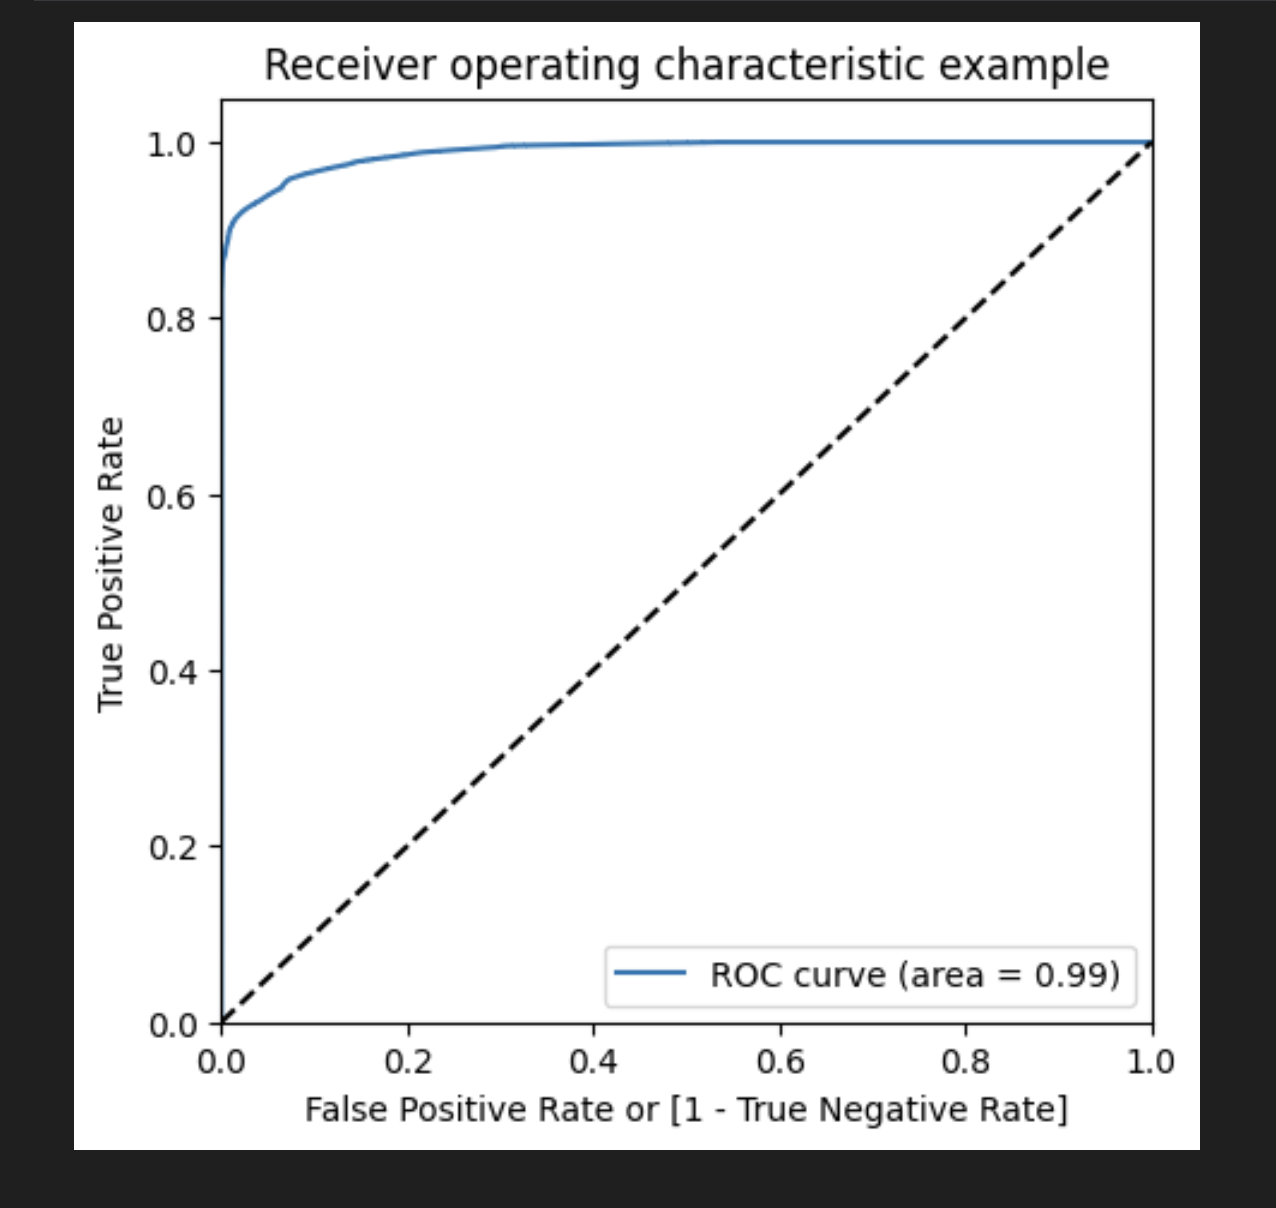 Receiver operating characteristic example
1.0
0.8
0.6
0.4
0.2
0.0
True Positive Rate
ROC curve (area = 0.99)
0.0 0.2 0.4 0.6 0.8 1.0
False Positive Rate or [1 - True Negative Rate]